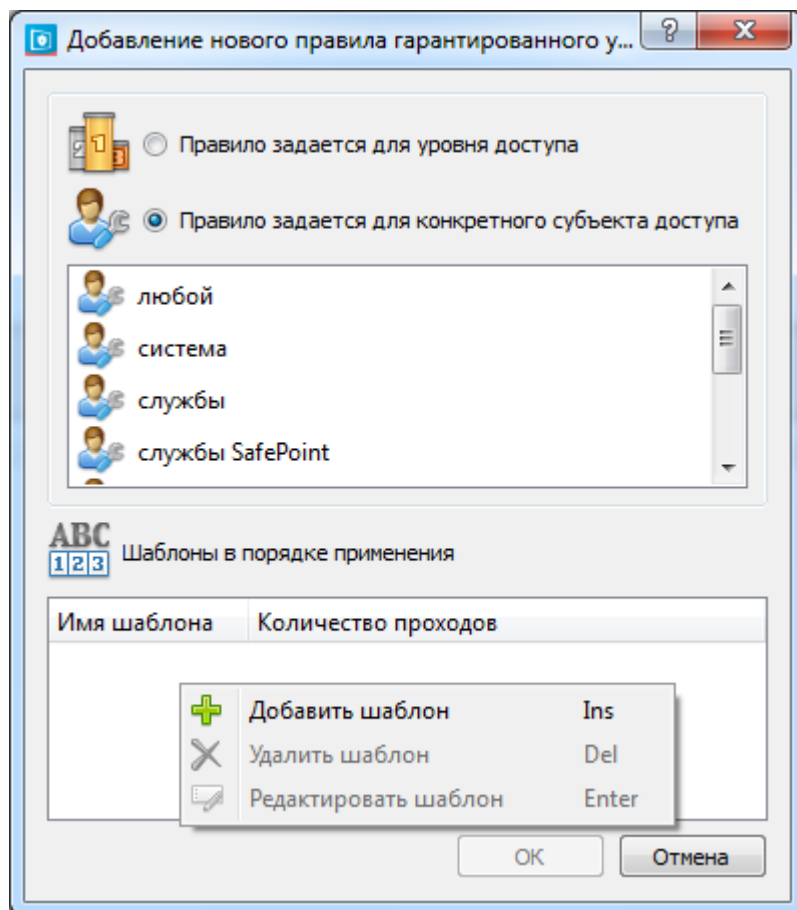 Добавление нового правила гарантированного у...
Правило задается для уровня доступа
Правило задается для конкретного субъекта доступа
любой
система
службы
службы SafePoint
ABC
123
Шаблоны в порядке применения
Имя шаблона Количество проходов
Добавить шаблон Ins
Удалить шаблон Del
Редактировать шаблон Enter
ОК Отмена